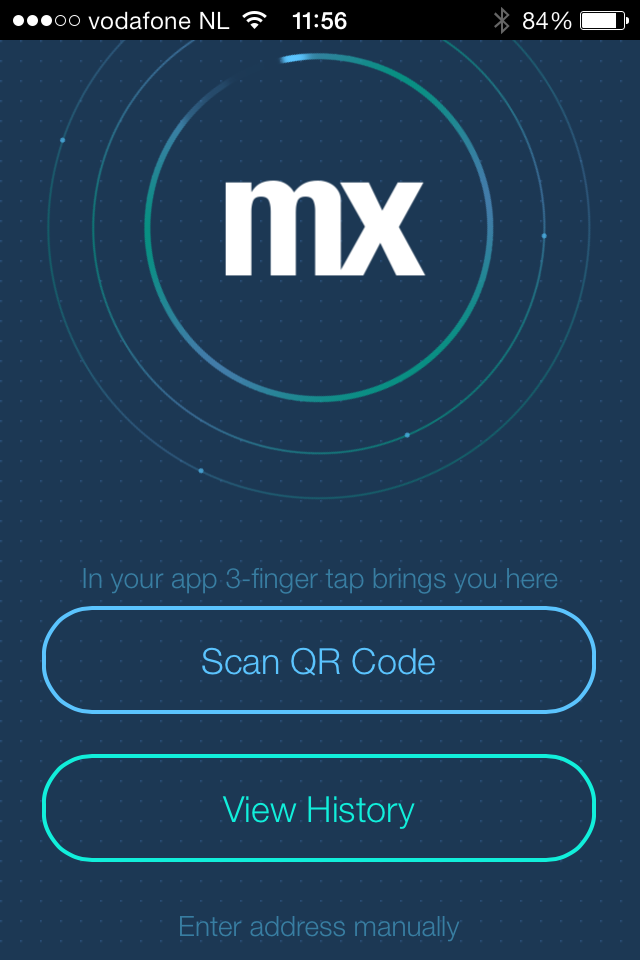 vodafone NL 11:56 84%
mx
In your app 3-finger tap brings you here
Scan QR Code
View History
Enter address manually